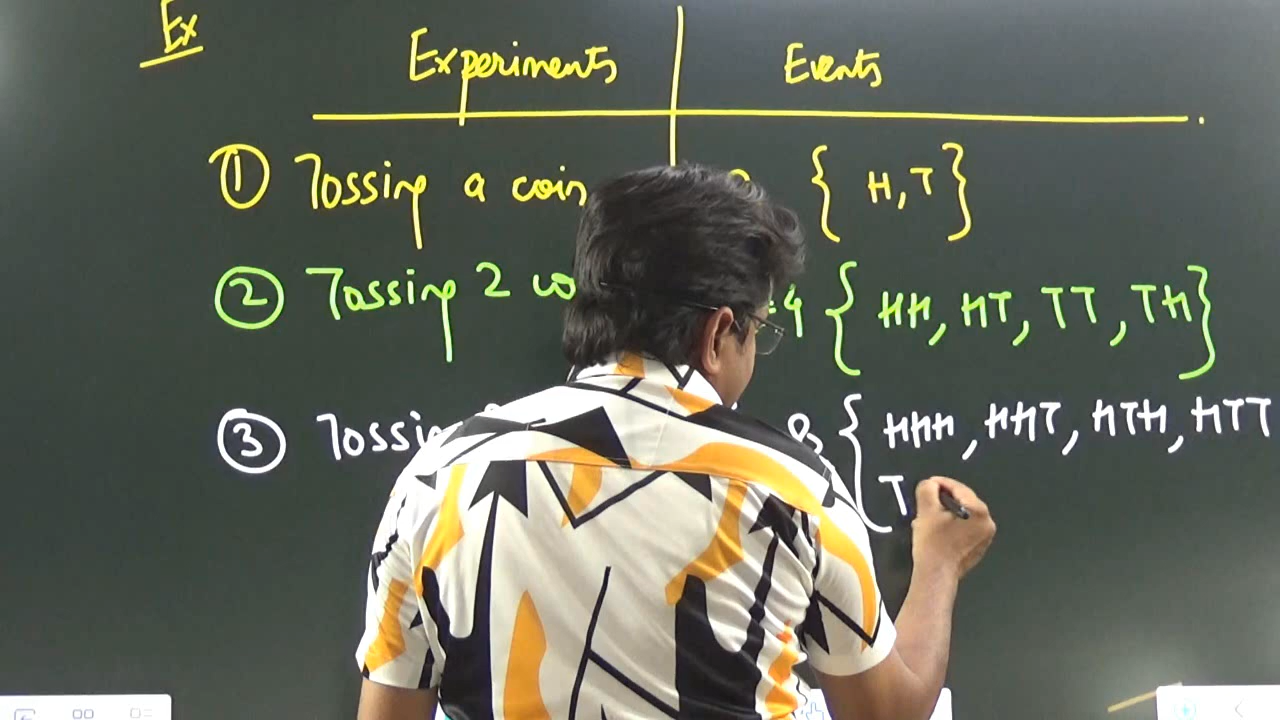 Ex
Experiments Events
① Tossing a coin { H, T }
② Tossing 2 co =4 { HH, HT, TT, TH }
③ Tossi 8 { HHH, HHT, HTH, HTT
T